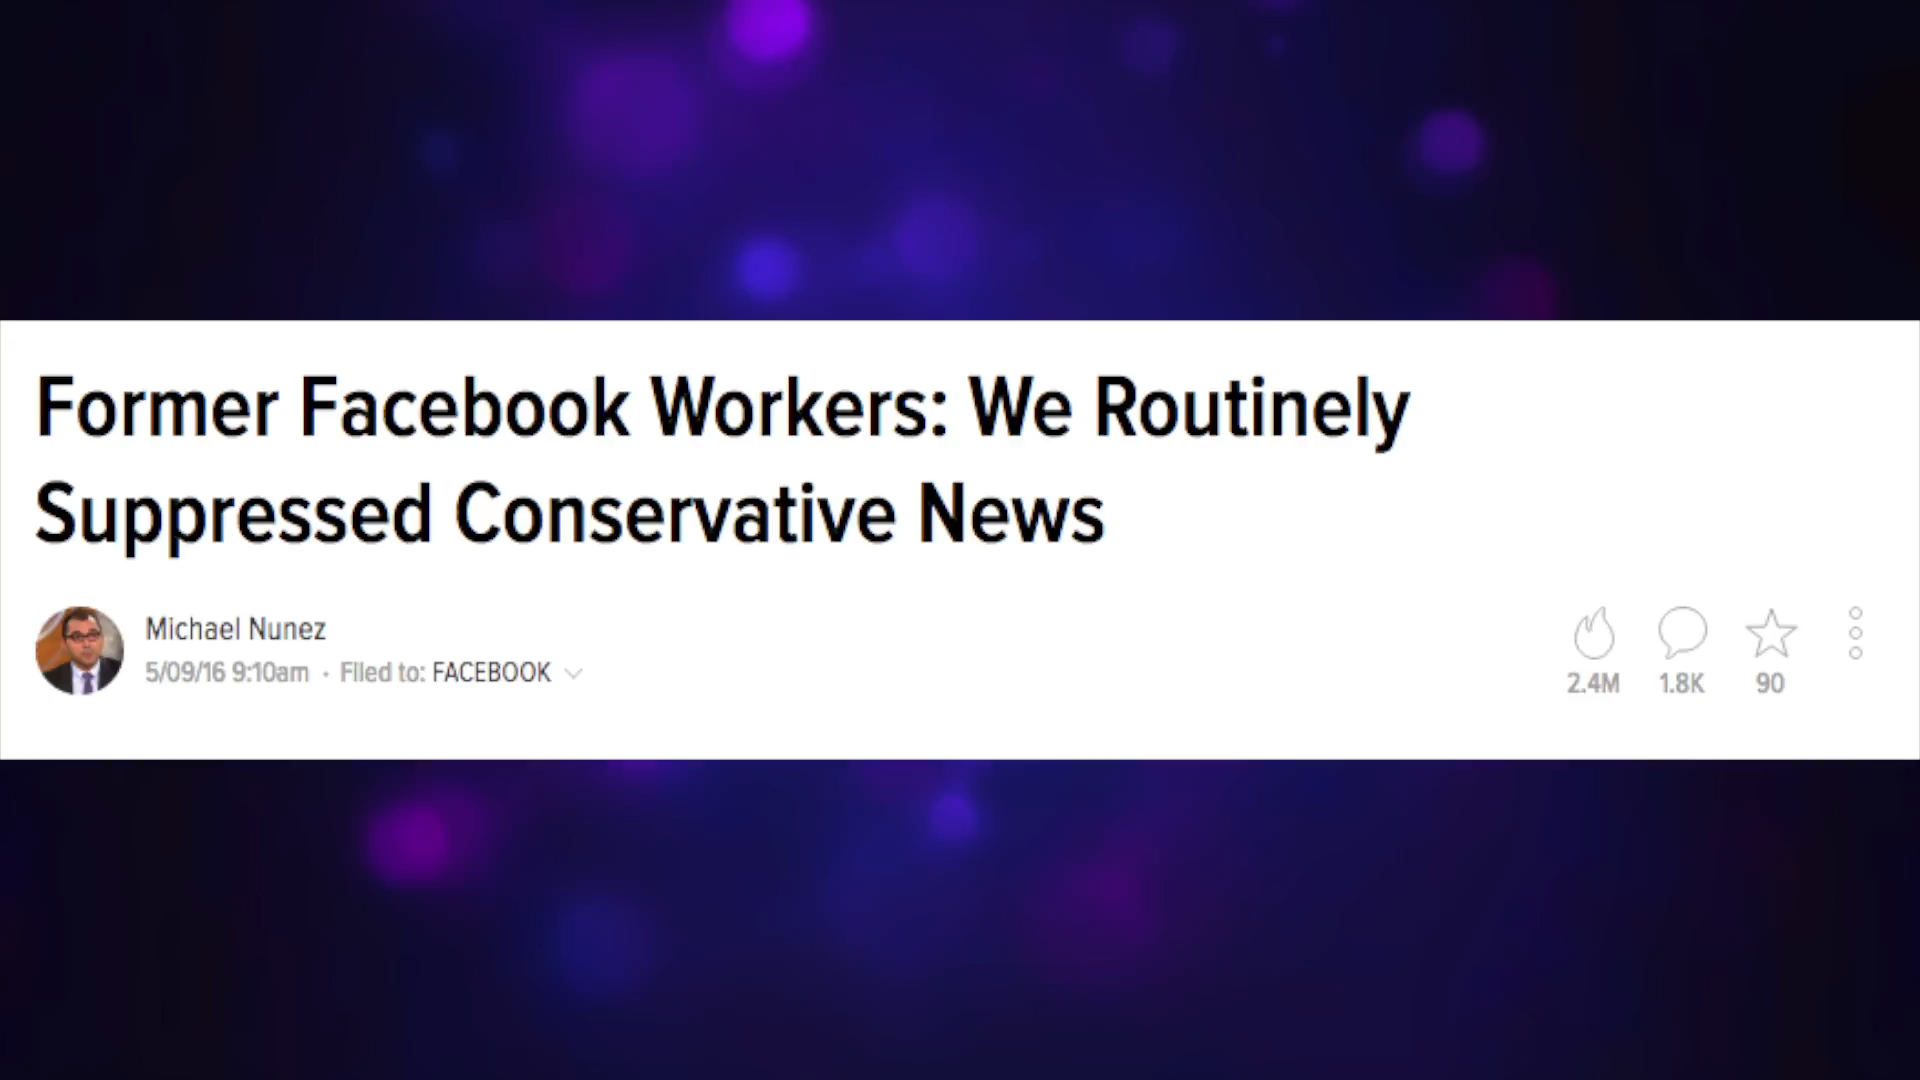 Former Facebook Workers: We Routinely
Suppressed Conservative News
Michael Nunez
5/09/16 9:10am · Filed to: FACEBOOK
2.4M 1.8K 90